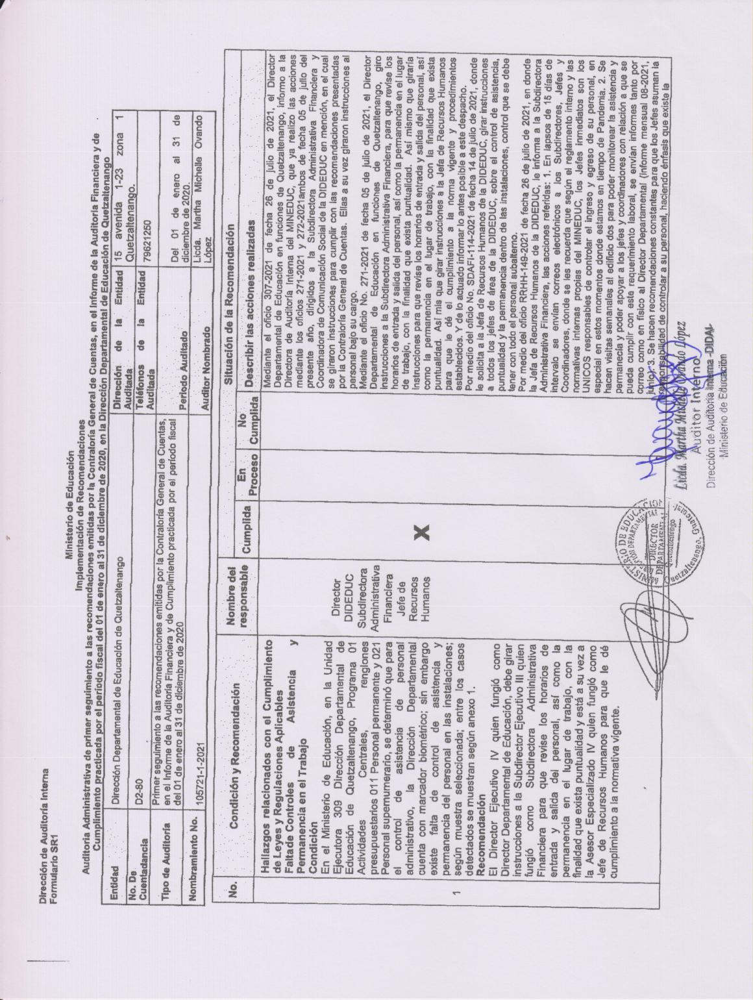 Dirección de Auditoría Interna
Formulario SR1
Ministerio de Educación
Implementación de Recomendaciones
Auditoria Administrativa de primer seguimiento a las recomendaciones emitidas por la Contraloría General de Cuentas, en el Informe de la Auditoria Financiera y de
Cumplimiento practicada por el período fiscal del 01 de enero al 31 de diciembre de 2020, en la Dirección Departamental de Educación de Quetzaltenango
Entidad
Dirección Departamental de Educación de Quetzaltenango
Dirección de la Entidad
Auditada
15 avenida 1-23 zona 1
Quetzaltenango.
No. De
Cuentadancia
D2-80
Teléfonos de la Entidad
Auditada
79621250
Tipo de Auditoría
Primer seguimiento a las recomendaciones emitidas por la Contraloría General de Cuentas,
en el Informe de la Auditoria Financiera y de Cumplimiento practicada por el período fiscal
del 01 de enero al 31 de diciembre de 2020
Período Auditado
Del 01 de enero al 31 de
diciembre de 2020.
Nombramiento No.
105721-1-2021
Auditor Nombrado
Licda. Martha Michelle Ovando
López
No.
Condición y Recomendación
Nombre del
responsable
Situación de la Recomendación
Cumplida
En
Proceso
No
Cumplida
Describir las acciones realizadas
1
Hallazgos relacionados con el Cumplimiento
de Leyes y Regulaciones Aplicables
Falta de Controles de Asistencia y
Permanencia en el Trabajo
Condición
En el Ministerio de Educación, en la Unidad
Ejecutora 309 Dirección Departamental de
Educación de Quetzaltenango, Programa 01
Actividades Centrales, renglones
presupuestarios 011 Personal permanente y 021
Personal supernumerario, se determinó que para
el control de asistencia de personal
administrativo, la Dirección Departamental
cuenta con marcador biométrico; sin embargo
existe falta de control de asistencia y
permanencia del personal en las instalaciones;
según muestra seleccionada; entre los casos
detectados se muestran según anexo 1.
Recomendación
El Director Ejecutivo IV quien fungió como
Director Departamental de Educación, debe girar
instrucciones a la Subdirector Ejecutivo III quien
fungió como Subdirectora Administrativa
Financiera para que revise los horarios de
entrada y salida del personal, así como la
permanencia en el lugar de trabajo, con la
finalidad que exista puntualidad y está a su vez a
la Asesor Especializado IV quien fungió como
Jefe de Recursos Humanos para que le dé
cumplimiento a la normativa vigente.
Director
DIDEDUC
Subdirectora
Administrativa
Financiera
Jefe de
Recursos
Humanos
X
Mediante el oficio 307-2021 de fecha 26 de julio de 2021, el Director
Departamental de Educación en funciones de Quetzaltenango, informo a la
Directora de Auditoría Interna del MINEDUC, que ya realizo las acciones
mediante los oficios 271-2021 y 272-2021ambos de fecha 05 de julio del
presente año, dirigidos a la Subdirectora Administrativa Financiera y
Coordinadora de Comunicación Social de la DIDEDUC en mención, en el cual
se giraron instrucciones para cumplir con las recomendaciones presentadas
por la Contraloría General de Cuentas. Ellas a su vez giraron instrucciones al
personal bajo su cargo.
Mediante el oficio No. 271-2021 de fecha 05 de julio de 2021, el Director
Departamental de Educación en funciones de Quetzaltenango, giro
instrucciones a la Subdirectora Administrativa Financiera, para que revise los
horarios de entrada y salida del personal, así como la permanencia en el lugar
de trabajo, con la finalidad que exista puntualidad. Así mismo que giraría
instrucciones para que revise los horarios de entrada y salida del personal, así
como la permanencia en el lugar de trabajo, con la finalidad que exista
puntualidad. Así mis que girar instrucciones a la Jefa de Recursos Humanos
para que le dé el cumplimiento a la norma vigente y procedimientos
establecidos. Y de lo actuado informar lo antes posible a este despacho.
Por medio del oficio No. SDAFI-114-2021 de fecha 14 de julio de 2021, donde
le solicita a la Jefa de Recursos Humanos de la DIDEDUC, girar instrucciones
a todos los jefes de área de la DIDEDUC, sobre el control de asistencia,
puntualidad y la permanencia dentro de las instalaciones, control que se debe
tener con todo el personal subalterno.
Por medio del oficio RRHH-149-2021 de fecha 26 de julio de 2021, en donde
la Jefa de Recursos Humanos de la DIDEDUC, le informa a la Subdirectora
Administrativa Financiera, las acciones referidas: 1. En lapsos de 15 días de
intervalo se envían correos electrónicos a los Subdirectores, Jefes y
Coordinadores, donde se les recuerda que según el reglamento interno y las
normativas internas propias del MINEDUC, los Jefes inmediatos son los
UNICOS responsables de controlar el ingreso y egreso de su personal, en
especial en estos momentos donde estamos en tiempo de Pandemia. 2. Se
hacen visitas semanales al edificio dos para poder monitorear la asistencia y
permanecía y poder apoyar a los jefes y coordinadores con relación a que se
pueda cumplir con este requerimiento laboral, se envían informes tanto por
correo como en físico al Director Departamental (Informe mensual 08-2021,
junio). 3. Se hacen recomendaciones constantes para que los Jefes asuman la
responsabilidad de controlar a su personal, haciendo énfasis que existe la
MINISTERIO DE EDUCACION
DIRECCION DEPARTAMENTAL
DIRECTOR
DEPARTAMENTAL
Quetzaltenango
Quetzaltenango, Guatemala.
Licda. Martha Michelle Ovando López
Auditor Interno
Dirección de Auditoría Interna -DIDAI-
Ministerio de Educación